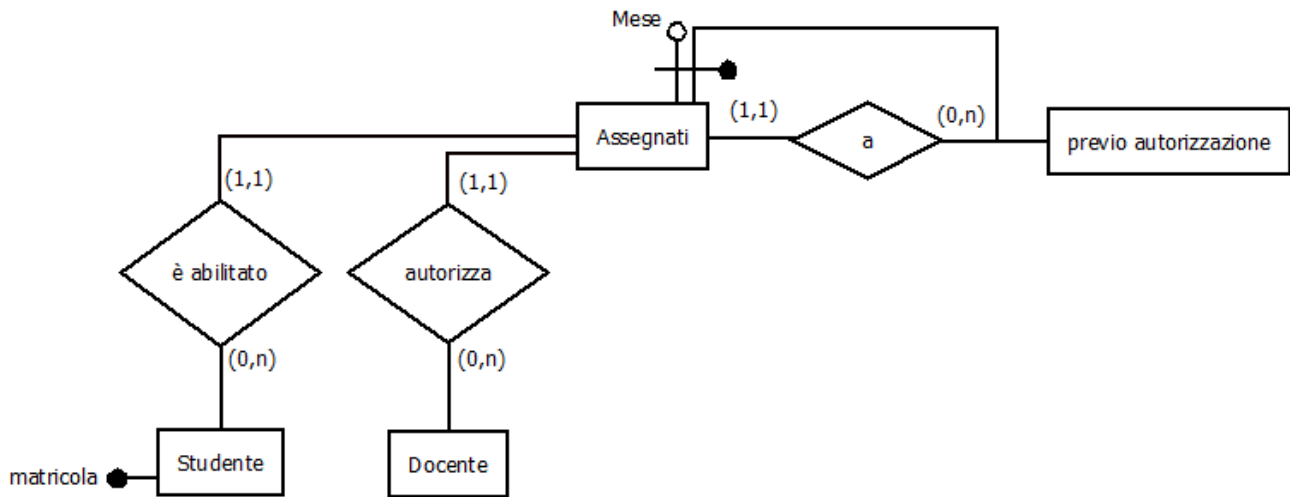 Mese
Assegnati
(1,1)
a
(0,n)
previo autorizzazione
(1,1)
(1,1)
è abilitato
autorizza
(0,n)
(0,n)
matricola
Studente
Docente